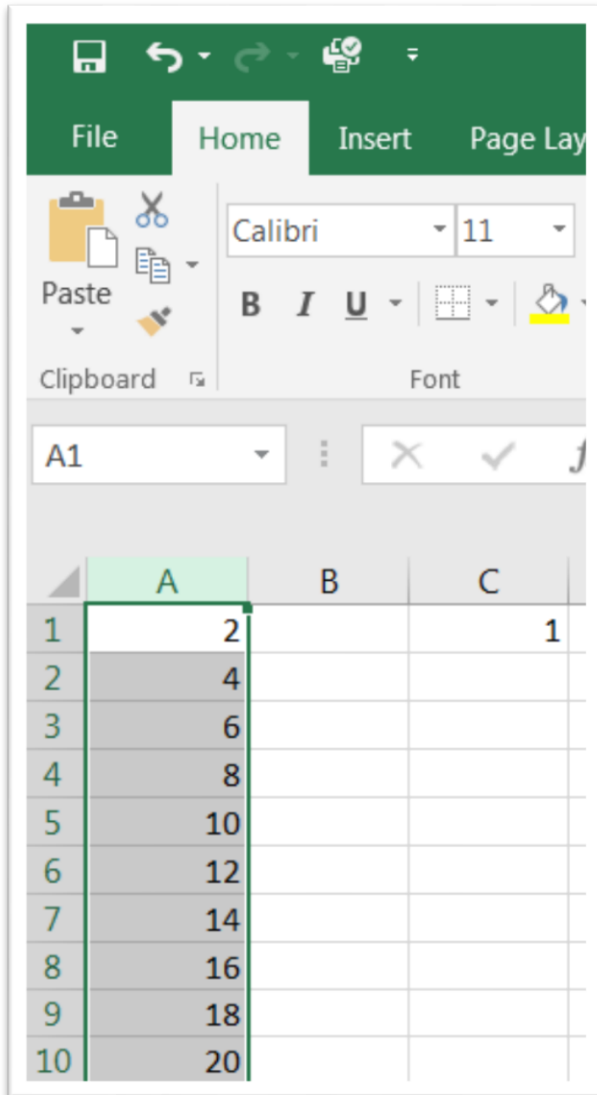 File Home Insert Page Lay
Calibri 11
Paste
B I U
Clipboard Font
A1
A B C
1 2 1
2 4
3 6
4 8
5 10
6 12
7 14
8 16
9 18
10 20